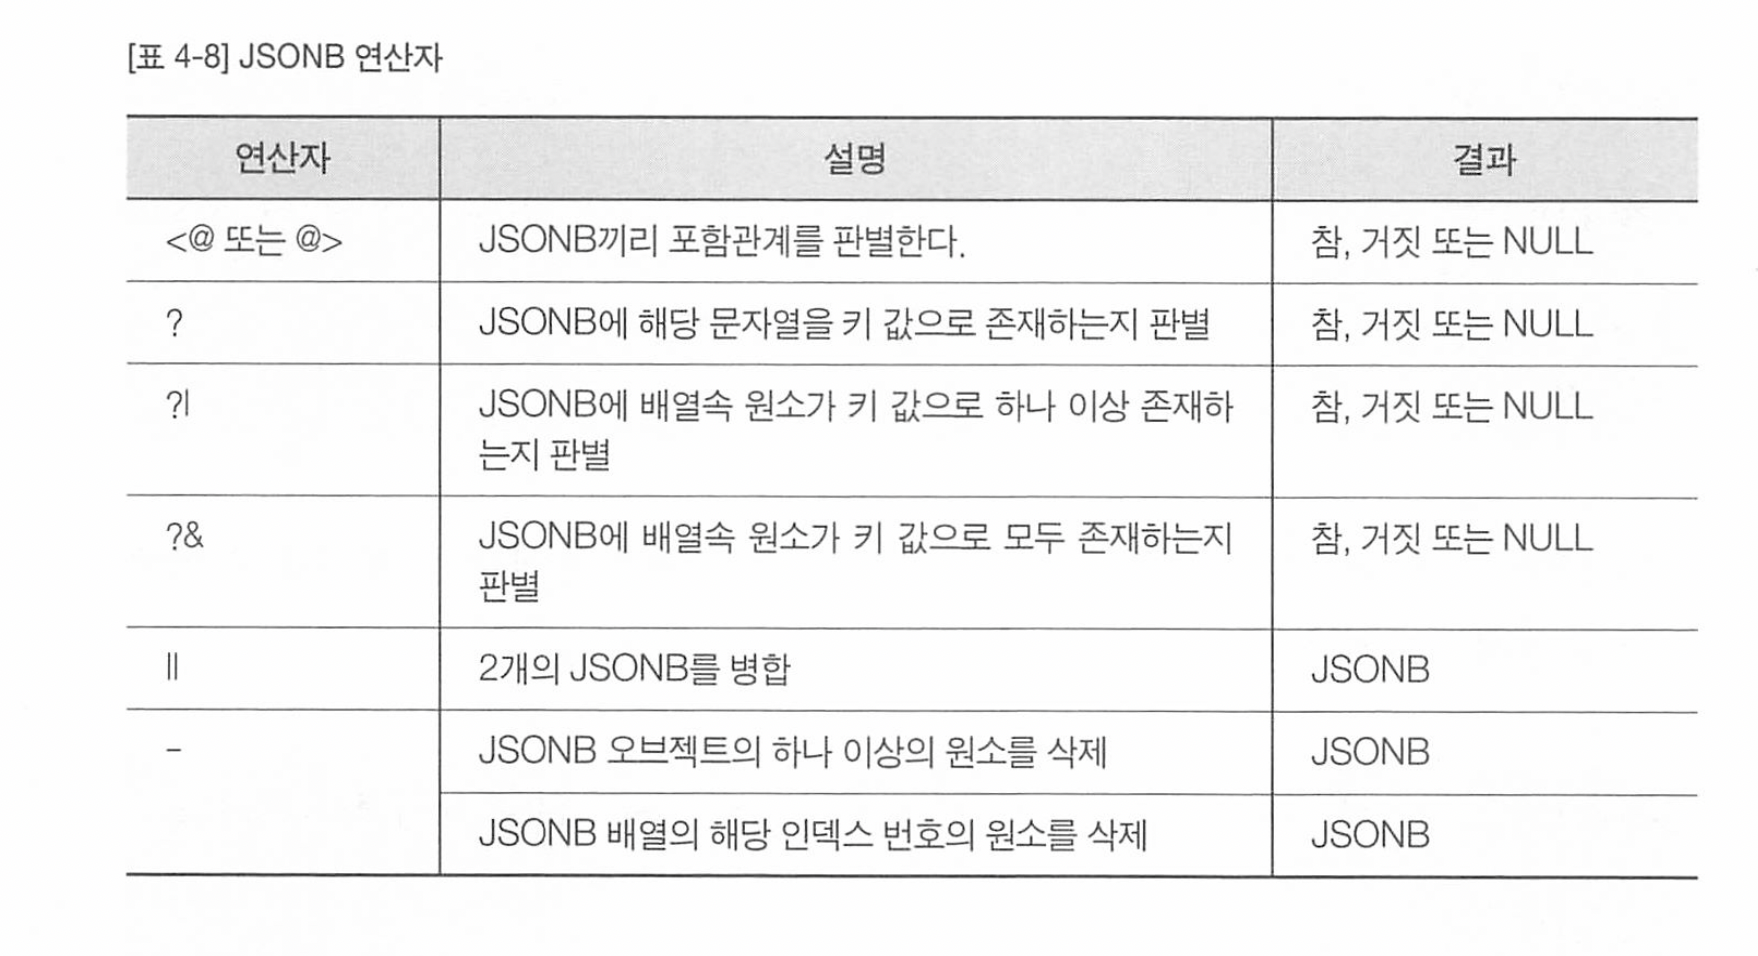 [표 4-8] JSONB 연산자
연산자 설명 결과
<@ 또는 @> JSONB끼리 포함관계를 판별한다. 참, 거짓 또는 NULL
? JSONB에 해당 문자열을 키 값으로 존재하는지 판별 참, 거짓 또는 NULL
?| JSONB에 배열속 원소가 키 값으로 하나 이상 존재하 참, 거짓 또는 NULL
는지 판별
?& JSONB에 배열속 원소가 키 값으로 모두 존재하는지 참, 거짓 또는 NULL
판별
|| 2개의 JSONB를 병합 JSONB
- JSONB 오브젝트의 하나 이상의 원소를 삭제 JSONB
JSONB 배열의 해당 인덱스 번호의 원소를 삭제 JSONB